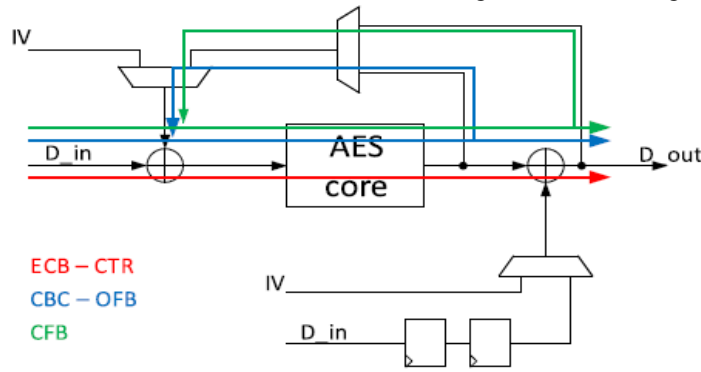 IV
D_in
AES
core
D_out
ECB – CTR
CBC – OFB
CFB
IV
D_in